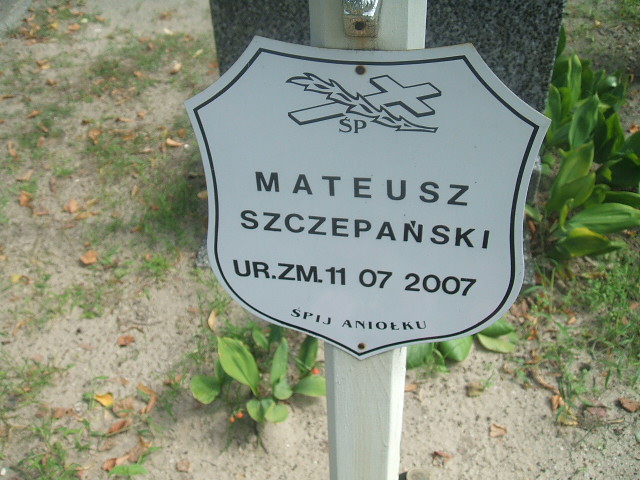 ŚP
MATEUSZ
SZCZEPAŃSKI
UR.ZM.11 07 2007
ŚPIJ ANIOŁKU